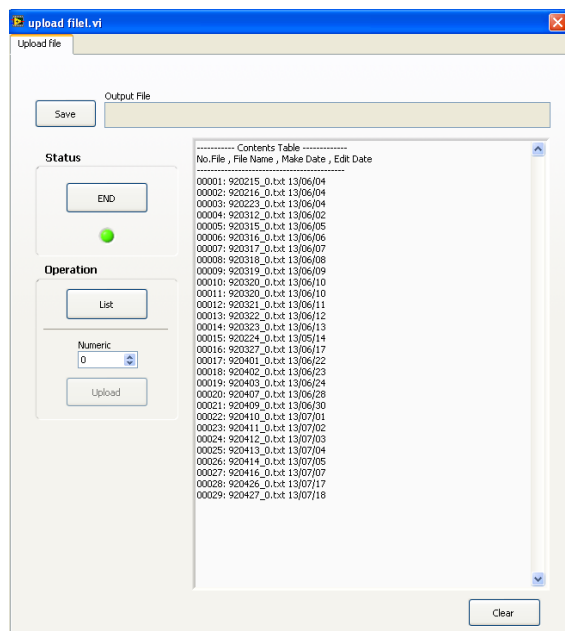 upload filel.vi
Upload file
Output File
Save
Status
END
Operation
List
Numeric
0
Upload
----------- Contents Table -------------
No.File , File Name , Make Date , Edit Date
-------------------------------------------
00001: 920215_0.txt 13/06/04
00002: 920216_0.txt 13/06/04
00003: 920223_0.txt 13/06/04
00004: 920312_0.txt 13/06/02
00005: 920315_0.txt 13/06/05
00006: 920316_0.txt 13/06/06
00007: 920317_0.txt 13/06/07
00008: 920318_0.txt 13/06/08
00009: 920319_0.txt 13/06/09
00010: 920320_0.txt 13/06/10
00011: 920320_0.txt 13/06/10
00012: 920321_0.txt 13/06/11
00013: 920322_0.txt 13/06/12
00014: 920323_0.txt 13/06/13
00015: 920224_0.txt 13/05/14
00016: 920327_0.txt 13/06/17
00017: 920401_0.txt 13/06/22
00018: 920402_0.txt 13/06/23
00019: 920403_0.txt 13/06/24
00020: 920407_0.txt 13/06/28
00021: 920409_0.txt 13/06/30
00022: 920410_0.txt 13/07/01
00023: 920411_0.txt 13/07/02
00024: 920412_0.txt 13/07/03
00025: 920413_0.txt 13/07/04
00026: 920414_0.txt 13/07/05
00027: 920416_0.txt 13/07/07
00028: 920426_0.txt 13/07/17
00029: 920427_0.txt 13/07/18
Clear